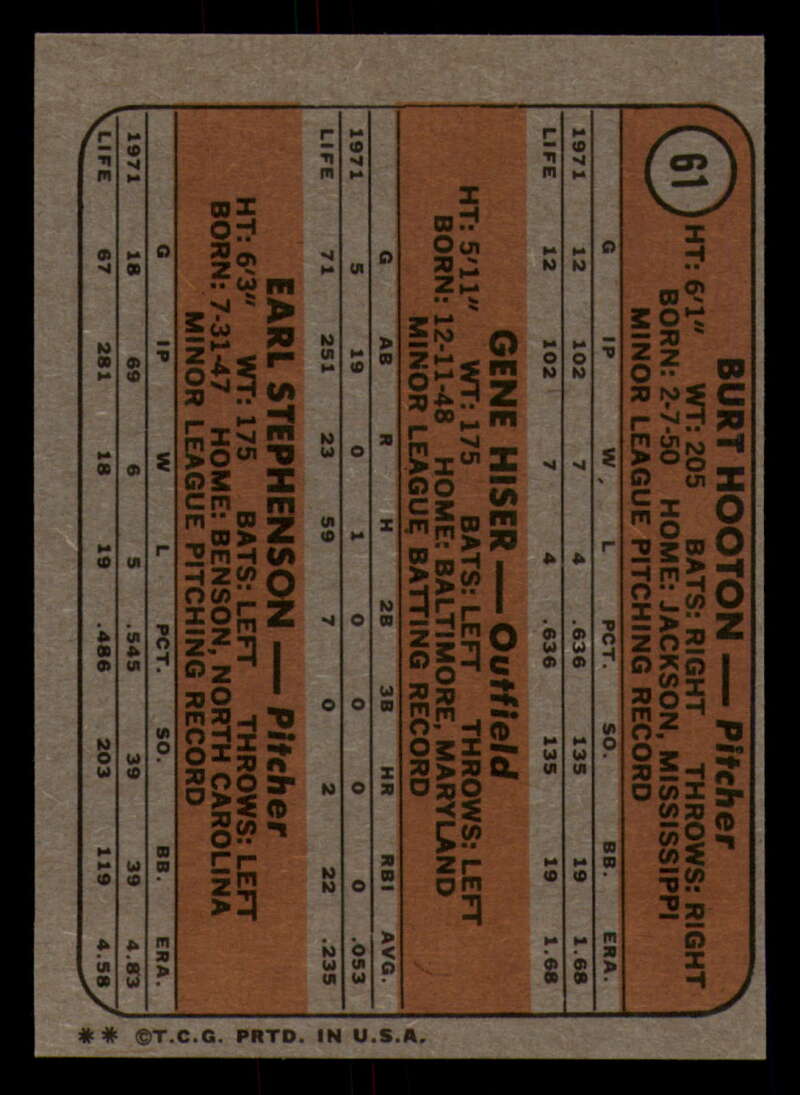 61
BURT HOOTON — Pitcher
HT: 6'1" WT: 205 BATS: RIGHT THROWS: RIGHT
BORN: 2-7-50 HOME: JACKSON, MISSISSIPPI
MINOR LEAGUE PITCHING RECORD
G IP W, L PCT. SO. BB. ERA.
1971 12 102 7 4 .636 135 19 1.68
LIFE 12 102 7 4 .636 135 19 1.68
GENE HISER — Outfield
HT: 5'11" WT: 175 BATS: LEFT THROWS: LEFT
BORN: 12-11-48 HOME: BALTIMORE, MARYLAND
MINOR LEAGUE BATTING RECORD
G AB R H 2B 3B HR RBI AVG.
1971 5 19 0 1 0 0 0 0 .053
LIFE 71 251 23 59 7 0 2 22 .235
EARL STEPHENSON — Pitcher
HT: 6'3" WT: 175 BATS: LEFT THROWS: LEFT
BORN: 7-31-47 HOME: BENSON, NORTH CAROLINA
MINOR LEAGUE PITCHING RECORD
G IP W L PCT. SO. BB. ERA.
1971 18 69 6 5 .545 39 39 4.83
LIFE 67 281 18 19 .486 203 119 4.58
** ©T.C.G. PRTD. IN U.S.A.